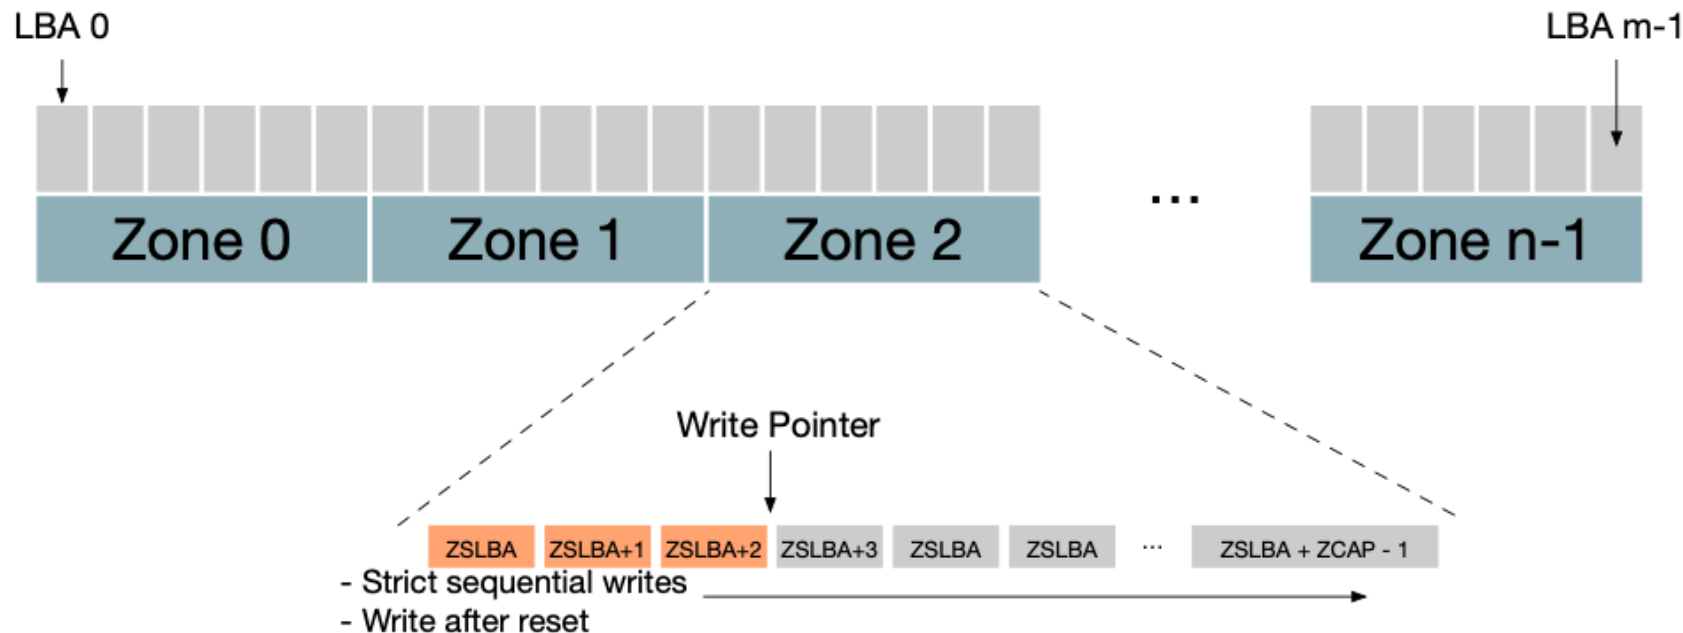 LBA 0
LBA m-1
Zone 0
Zone 1
Zone 2
...
Zone n-1
Write Pointer
ZSLBA
ZSLBA+1
ZSLBA+2
ZSLBA+3
ZSLBA
ZSLBA
...
ZSLBA + ZCAP - 1
- Strict sequential writes
- Write after reset